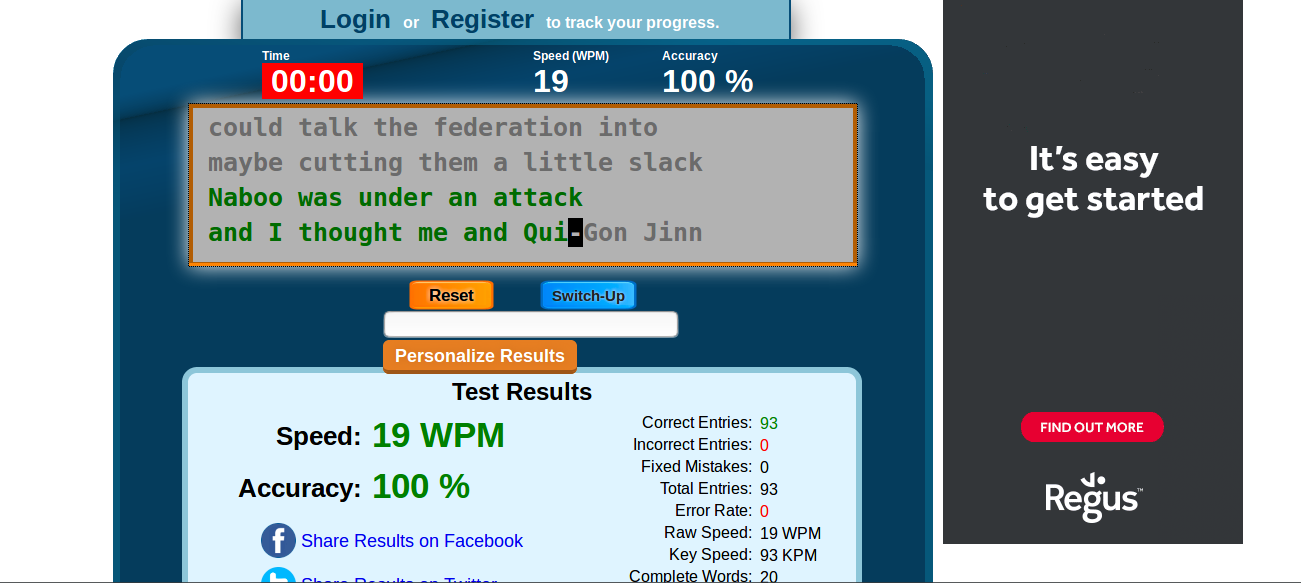 Login or Register to track your progress.
Time
00:00
Speed (WPM)
19
Accuracy
100 %
could talk the federation into
maybe cutting them a little slack
Naboo was under an attack
and I thought me and Qui-Gon Jinn
Reset
Switch-Up
Personalize Results
Test Results
Speed: 19 WPM
Accuracy: 100 %
Share Results on Facebook
Share Results on Twitter
Correct Entries: 93
Incorrect Entries: 0
Fixed Mistakes: 0
Total Entries: 93
Error Rate: 0
Raw Speed: 19 WPM
Key Speed: 93 KPM
Complete Words: 20
It's easy
to get started
FIND OUT MORE
Regus™